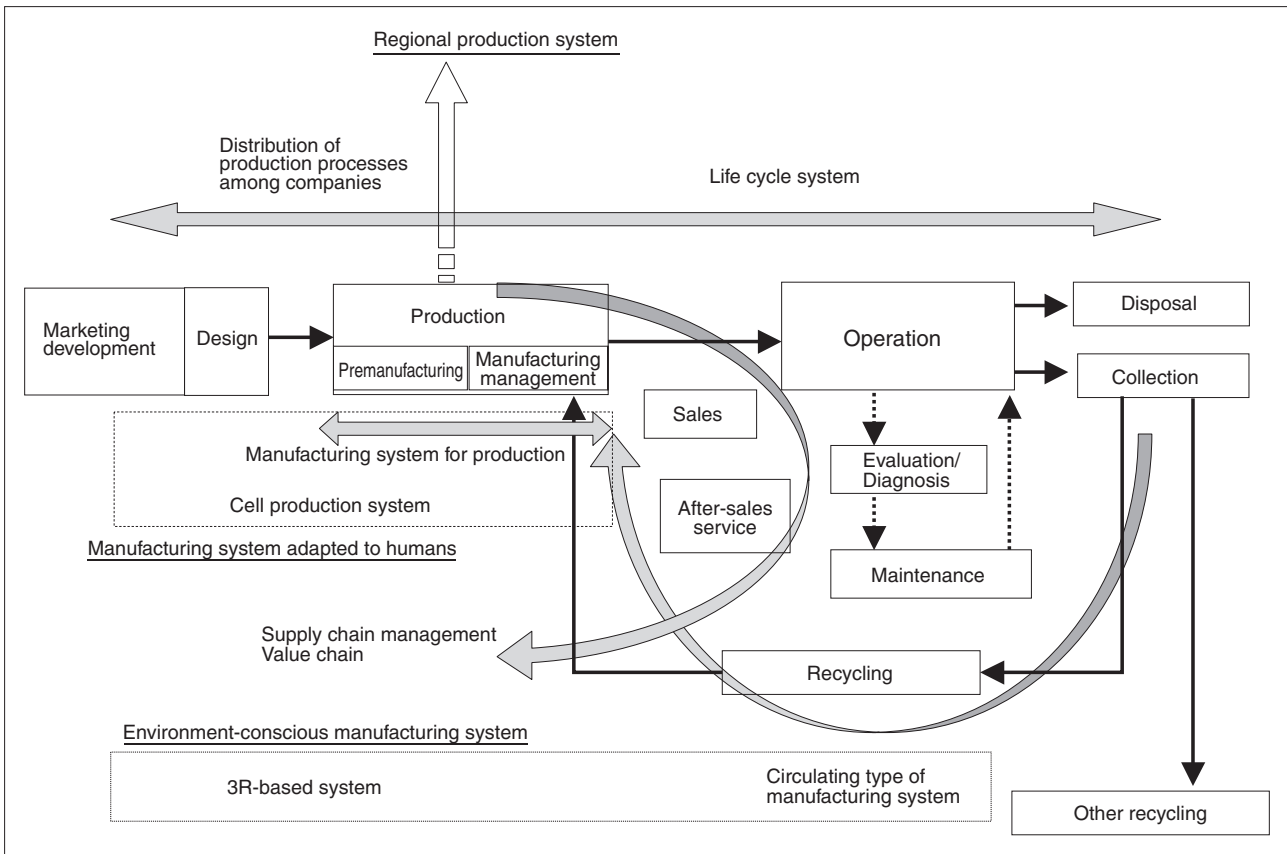 Regional production system
Distribution of
production processes
among companies
Life cycle system
Marketing
development
Design
Production
Premanufacturing
Manufacturing
management
Operation
Disposal
Collection
Sales
Manufacturing system for production
Evaluation/
Diagnosis
Cell production system
After-sales
service
Manufacturing system adapted to humans
Maintenance
Supply chain management
Value chain
Recycling
Environment-conscious manufacturing system
3R-based system
Circulating type of
manufacturing system
Other recycling